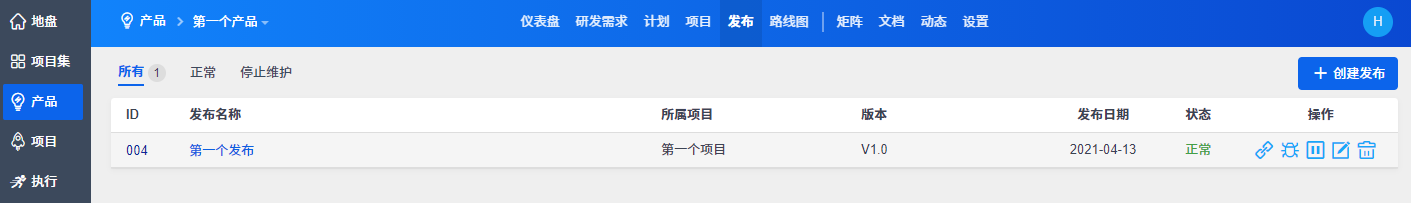 地盘
项目集
产品
项目
执行
产品 第一个产品
仪表盘 研发需求 计划 项目 发布 路线图 矩阵 文档 动态 设置
H
所有 1 正常 停止维护
创建发布
ID 发布名称 所属项目 版本 发布日期 状态 操作
004 第一个发布 第一个项目 V1.0 2021-04-13 正常